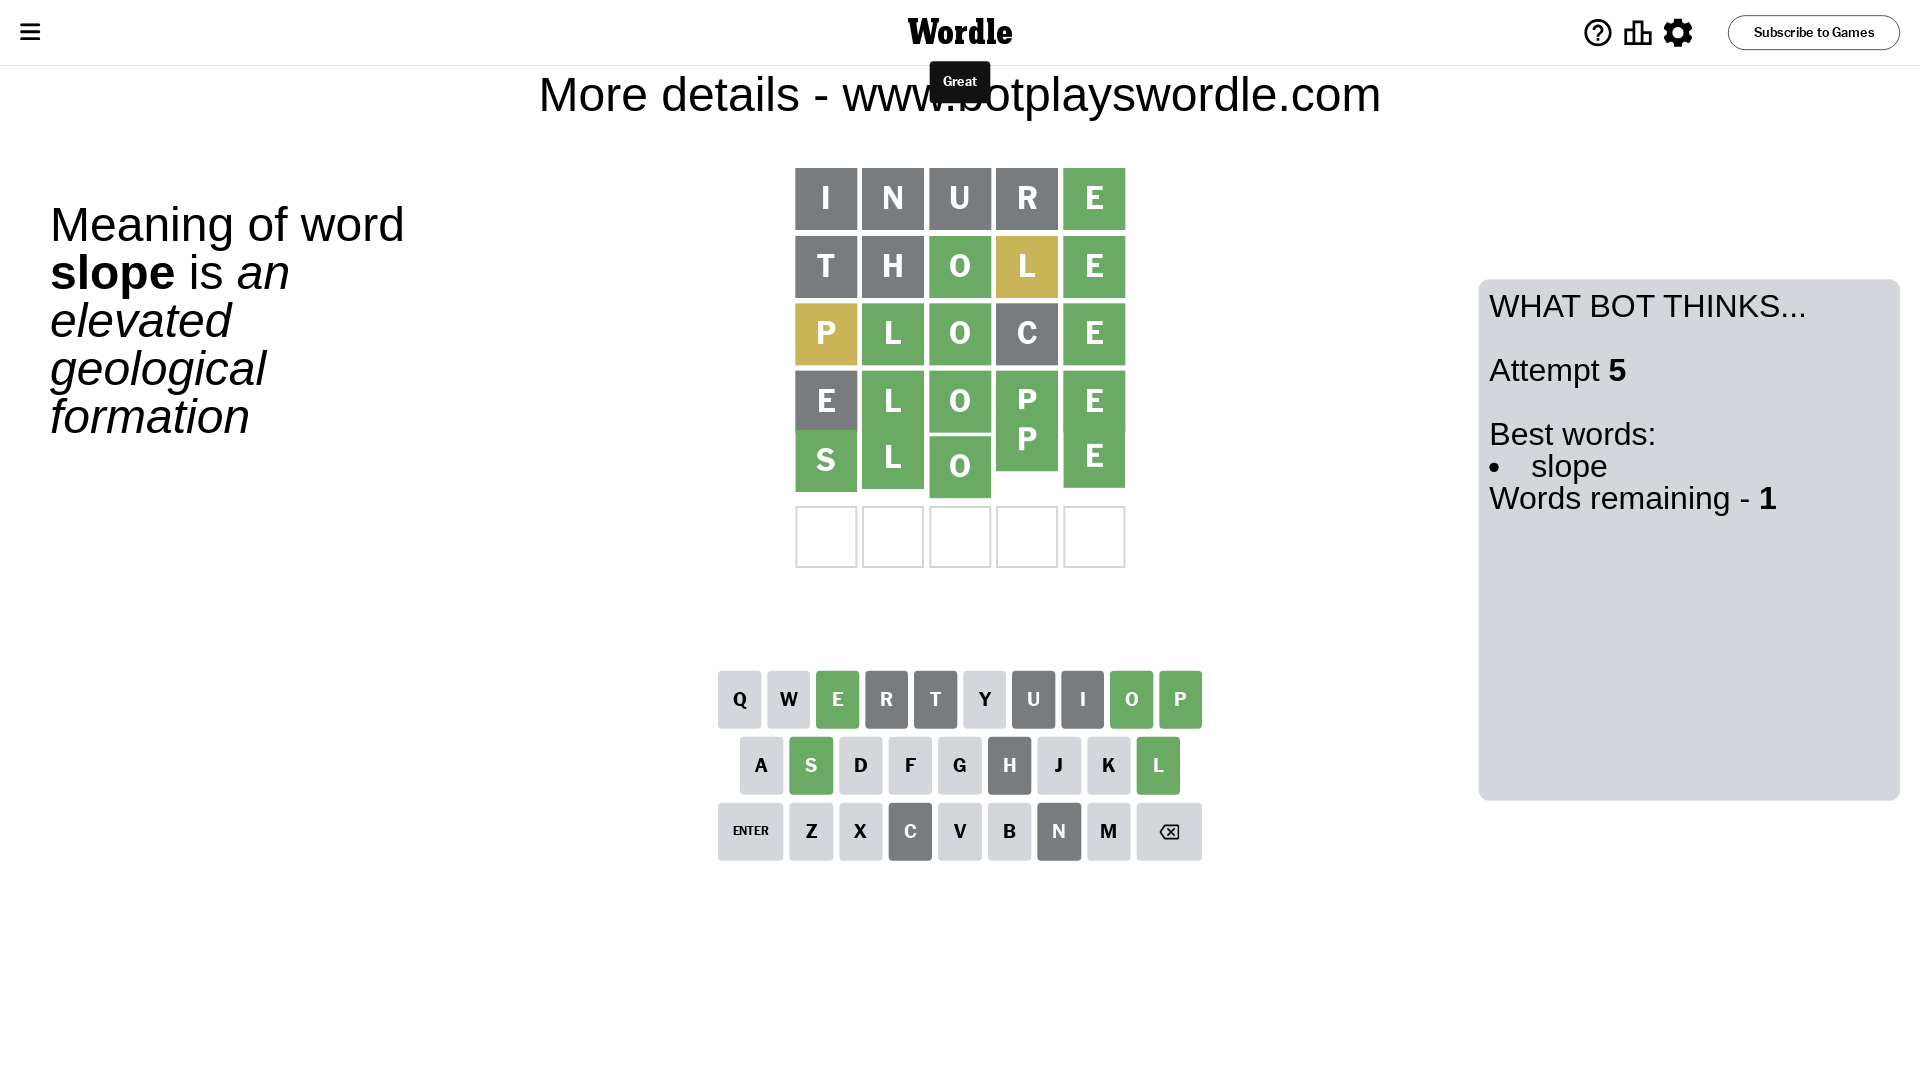 Wordle
Subscribe to Games
Great
More details - www.botplayswordle.com
Meaning of word
slope is an
elevated
geological
formation
I N U R E
T H O L E
P L O C E
E L O P E
S L O P E
WHAT BOT THINKS...
Attempt 5
Best words:
• slope
Words remaining - 1
Q W E R T Y U I O P
A S D F G H J K L
ENTER Z X C V B N M